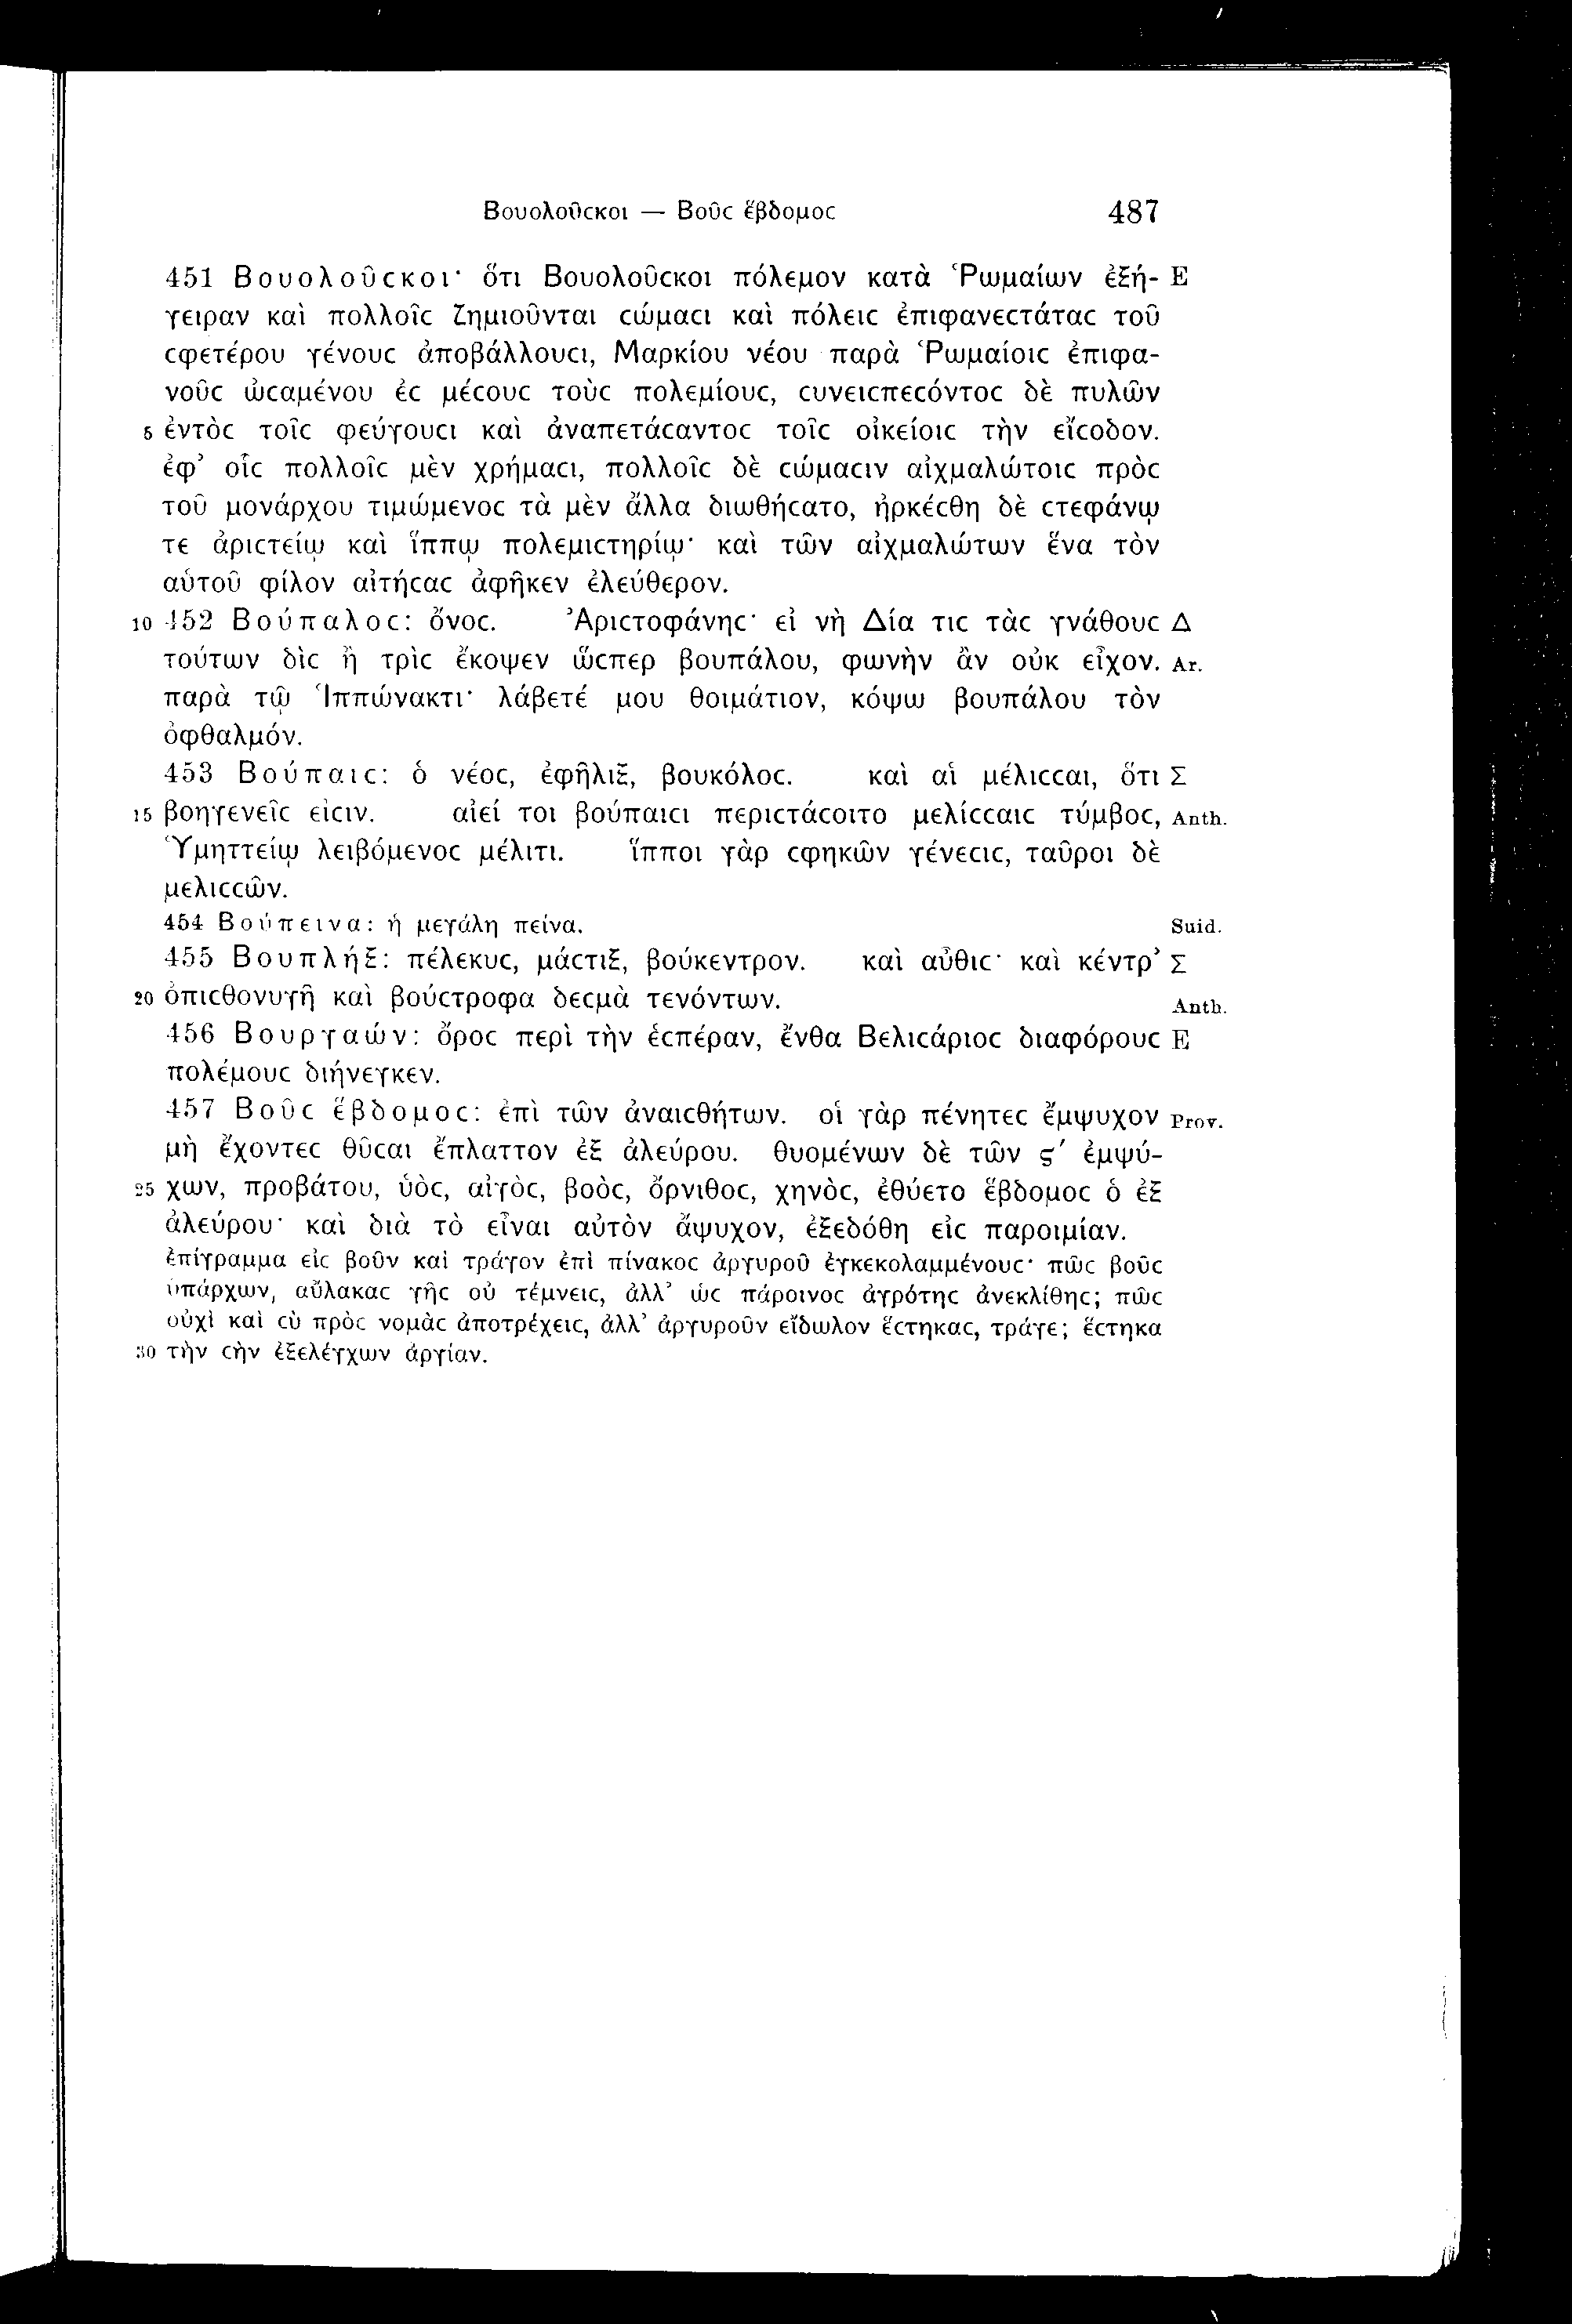 Βουολοῦϲκοι — Βοῦϲ ἕβδομοϲ 487
451 Βουολοῦϲκοι· ὅτι Βουολοῦϲκοι πόλεμον κατὰ Ῥωμαίων ἐξή- Ε
γειραν καὶ πολλοῖϲ ζημιοῦνται ϲώμαϲι καὶ πόλειϲ ἐπιφανεϲτάταϲ τοῦ
ϲφετέρου γένουϲ ἀποβάλλουϲι, Μαρκίου νέου παρὰ Ῥωμαίοιϲ ἐπιφα-
νοῦϲ ὠϲαμένου ἐϲ μέϲουϲ τοὺϲ πολεμίουϲ, ϲυνειϲπεϲόντοϲ δὲ πυλῶν
5 ἐντὸϲ τοῖϲ φεύγουϲι καὶ ἀναπετάϲαντοϲ τοῖϲ οἰκείοιϲ τὴν εἴϲοδον.
ἐφ’ οἷϲ πολλοῖϲ μὲν χρήμαϲι, πολλοῖϲ δὲ ϲώμαϲιν αἰχμαλώτοιϲ πρὸϲ
τοῦ μονάρχου τιμώμενοϲ τὰ μὲν ἄλλα διωθήϲατο, ἠρκέϲθη δὲ ϲτεφάνῳ
τε ἀριϲτείῳ καὶ ἵππῳ πολεμιϲτηρίῳ· καὶ τῶν αἰχμαλώτων ἕνα τὸν
αὑτοῦ φίλον αἰτήϲαϲ ἀφῆκεν ἐλεύθερον.
10 452 Βούπαλοϲ: ὄνοϲ. Ἀριϲτοφάνηϲ· εἰ νὴ Δία τιϲ τὰϲ γνάθουϲ Δ
τούτων δὶϲ ἢ τρὶϲ ἔκοψεν ὥϲπερ βουπάλου, φωνὴν ἂν οὐκ εἶχον. Ar.
παρὰ τῷ Ἱππώνακτι· λάβετέ μου θοιμάτιον, κόψω βουπάλου τὸν
ὀφθαλμόν.
453 Βούπαιϲ: ὁ νέοϲ, ἐφῆλιξ, βουκόλοϲ. καὶ αἱ μέλιϲϲαι, ὅτι Σ
15 βοηγενεῖϲ εἰϲιν. αἰεί τοι βούπαιϲι περιϲτάϲοιτο μελίϲϲαιϲ τύμβοϲ, Anth.
Ὑμηττείῳ λειβόμενοϲ μέλιτι. ἵπποι γὰρ ϲφηκῶν γένεϲιϲ, ταῦροι δὲ
μελιϲϲῶν.
454 Βούπεινα: ἡ μεγάλη πείνα. Suid.
455 Βουπλήξ: πέλεκυϲ, μάϲτιξ, βούκεντρον. καὶ αὖθιϲ· καὶ κέντρ’ Σ
20 ὀπιϲθονυγῆ καὶ βούϲτροφα δεϲμὰ τενόντων. Anth.
456 Βουργαών: ὄροϲ περὶ τὴν ἑϲπέραν, ἔνθα Βελιϲάριοϲ διαφόρουϲ Ε
πολέμουϲ διήνεγκεν.
457 Βοῦϲ ἕβδομοϲ: ἐπὶ τῶν ἀναιϲθήτων. οἱ γὰρ πένητεϲ ἔμψυχον Prov.
μὴ ἔχοντεϲ θῦϲαι ἔπλαττον ἐξ ἀλεύρου. θυομένων δὲ τῶν ϛ′ ἐμψύ-
25 χων, προβάτου, ὑὸϲ, αἰγὸϲ, βοὸϲ, ὄρνιθοϲ, χηνὸϲ, ἐθύετο ἕβδομοϲ ὁ ἐξ
ἀλεύρου· καὶ διὰ τὸ εἶναι αὐτὸν ἄψυχον, ἐξεδόθη εἰϲ παροιμίαν.
ἐπίγραμμα εἰϲ βοῦν καὶ τράγον ἐπὶ πίνακοϲ ἀργυροῦ ἐγκεκολαμμένουϲ· πῶϲ βοῦϲ
ὑπάρχων, αὔλακαϲ γῆϲ οὐ τέμνειϲ, ἀλλ’ ὡϲ πάροινοϲ ἀγρότηϲ ἀνεκλίθηϲ; πῶϲ
οὐχὶ καὶ ϲὺ πρὸϲ νομὰϲ ἀποτρέχειϲ, ἀλλ’ ἀργυροῦν εἴδωλον ἕϲτηκαϲ, τράγε; ἕϲτηκα
30 τὴν ϲὴν ἐξελέγχων ἀργίαν.